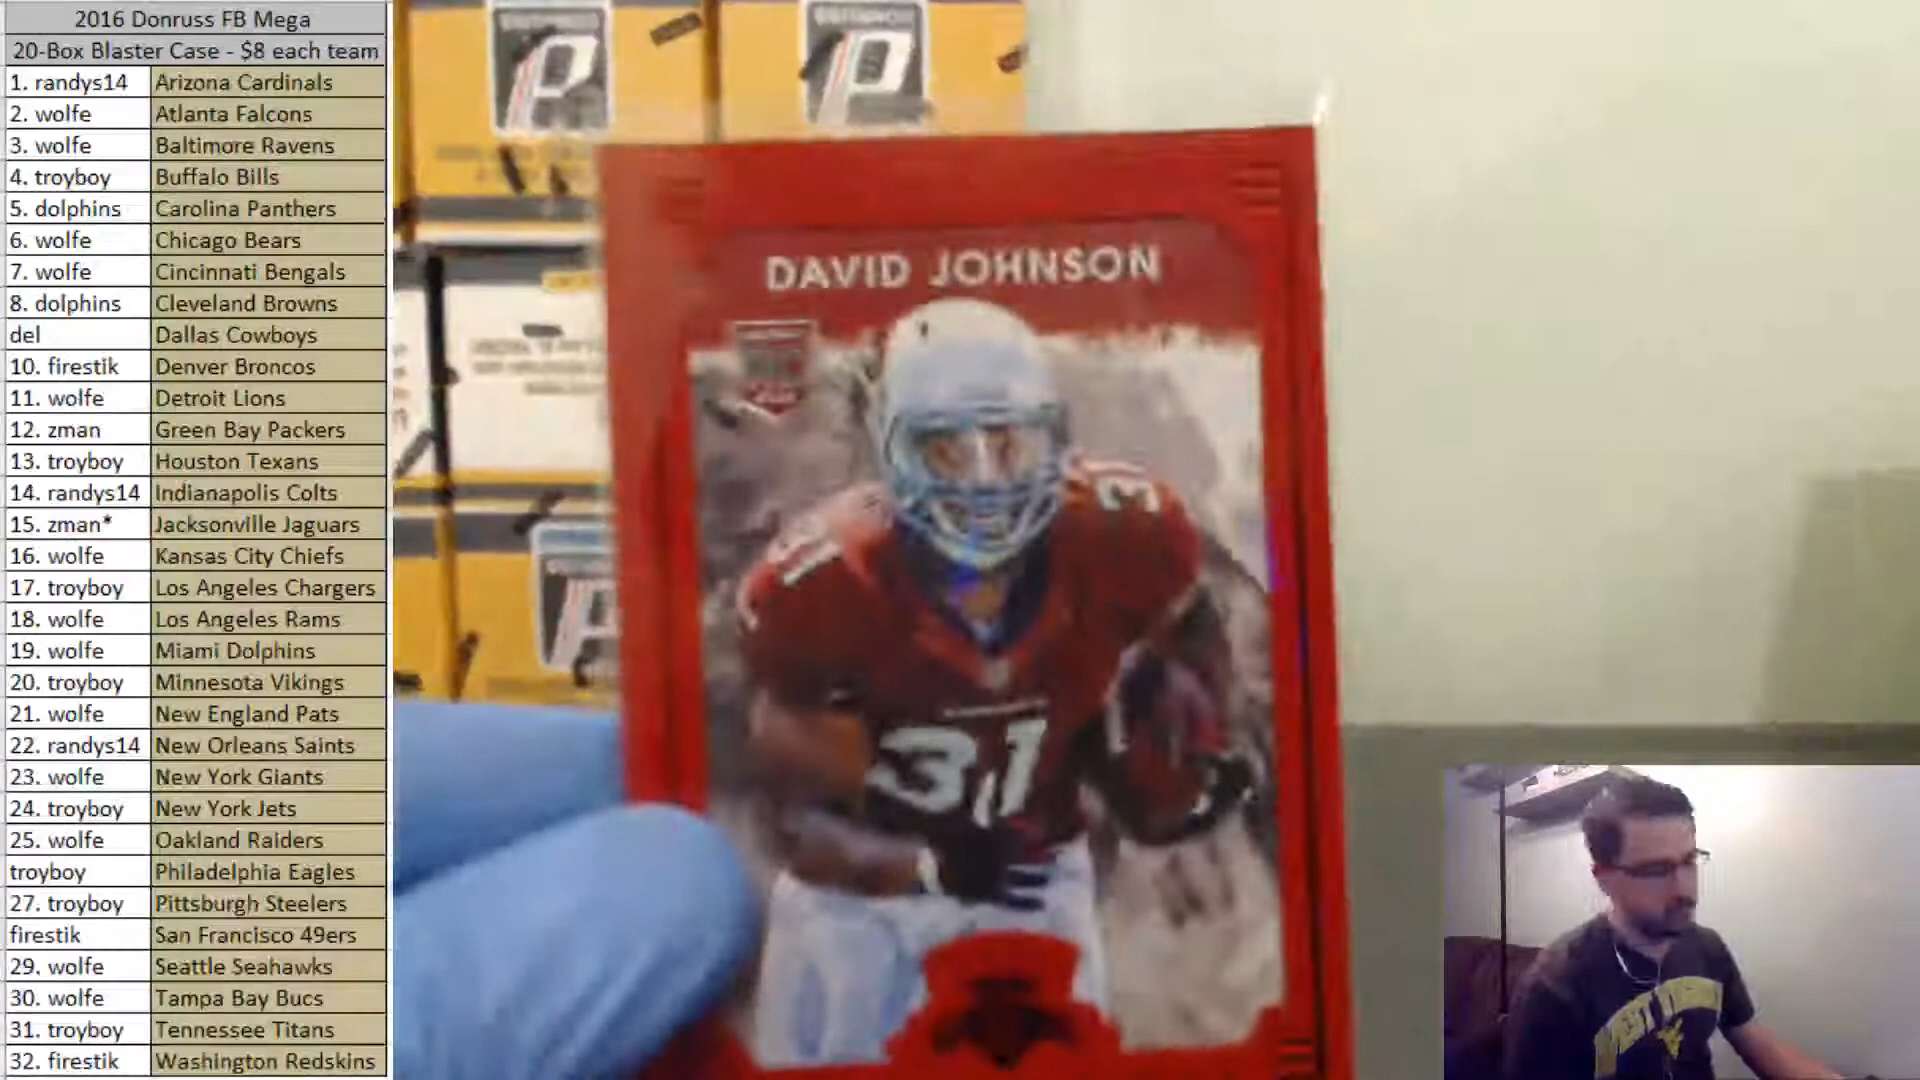 2016 Donruss FB Mega
20-Box Blaster Case - $8 each team
1. randys14 Arizona Cardinals
2. wolfe Atlanta Falcons
3. wolfe Baltimore Ravens
4. troyboy Buffalo Bills
5. dolphins Carolina Panthers
6. wolfe Chicago Bears
7. wolfe Cincinnati Bengals
8. dolphins Cleveland Browns
del Dallas Cowboys
10. firestik Denver Broncos
11. wolfe Detroit Lions
12. zman Green Bay Packers
13. troyboy Houston Texans
14. randys14 Indianapolis Colts
15. zman* Jacksonville Jaguars
16. wolfe Kansas City Chiefs
17. troyboy Los Angeles Chargers
18. wolfe Los Angeles Rams
19. wolfe Miami Dolphins
20. troyboy Minnesota Vikings
21. wolfe New England Pats
22. randys14 New Orleans Saints
23. wolfe New York Giants
24. troyboy New York Jets
25. wolfe Oakland Raiders
troyboy Philadelphia Eagles
27. troyboy Pittsburgh Steelers
firestik San Francisco 49ers
29. wolfe Seattle Seahawks
30. wolfe Tampa Bay Bucs
31. troyboy Tennessee Titans
32. firestik Washington Redskins
DAVID JOHNSON
31